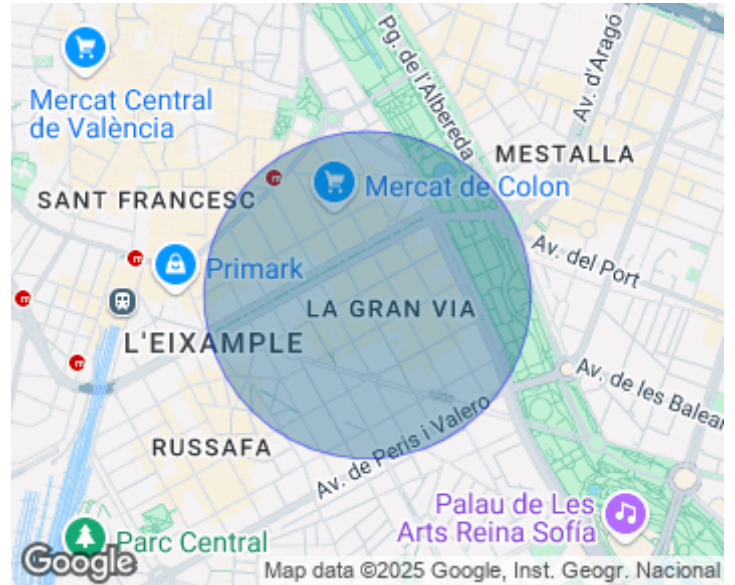 Pg. de l'Albereda
Av. d'Aragó
Mercat Central
de València
MESTALLA
SANT FRANCESC
Mercat de Colon
Av. del Port
Primark
LA GRAN VIA
L'EIXAMPLE
Av. de les Balear
RUSSAFA
Av. de Peris i Valero
Palau de Les
Arts Reina Sofía
Parc Central
Google
Map data ©2025 Google, Inst. Geogr. Nacional